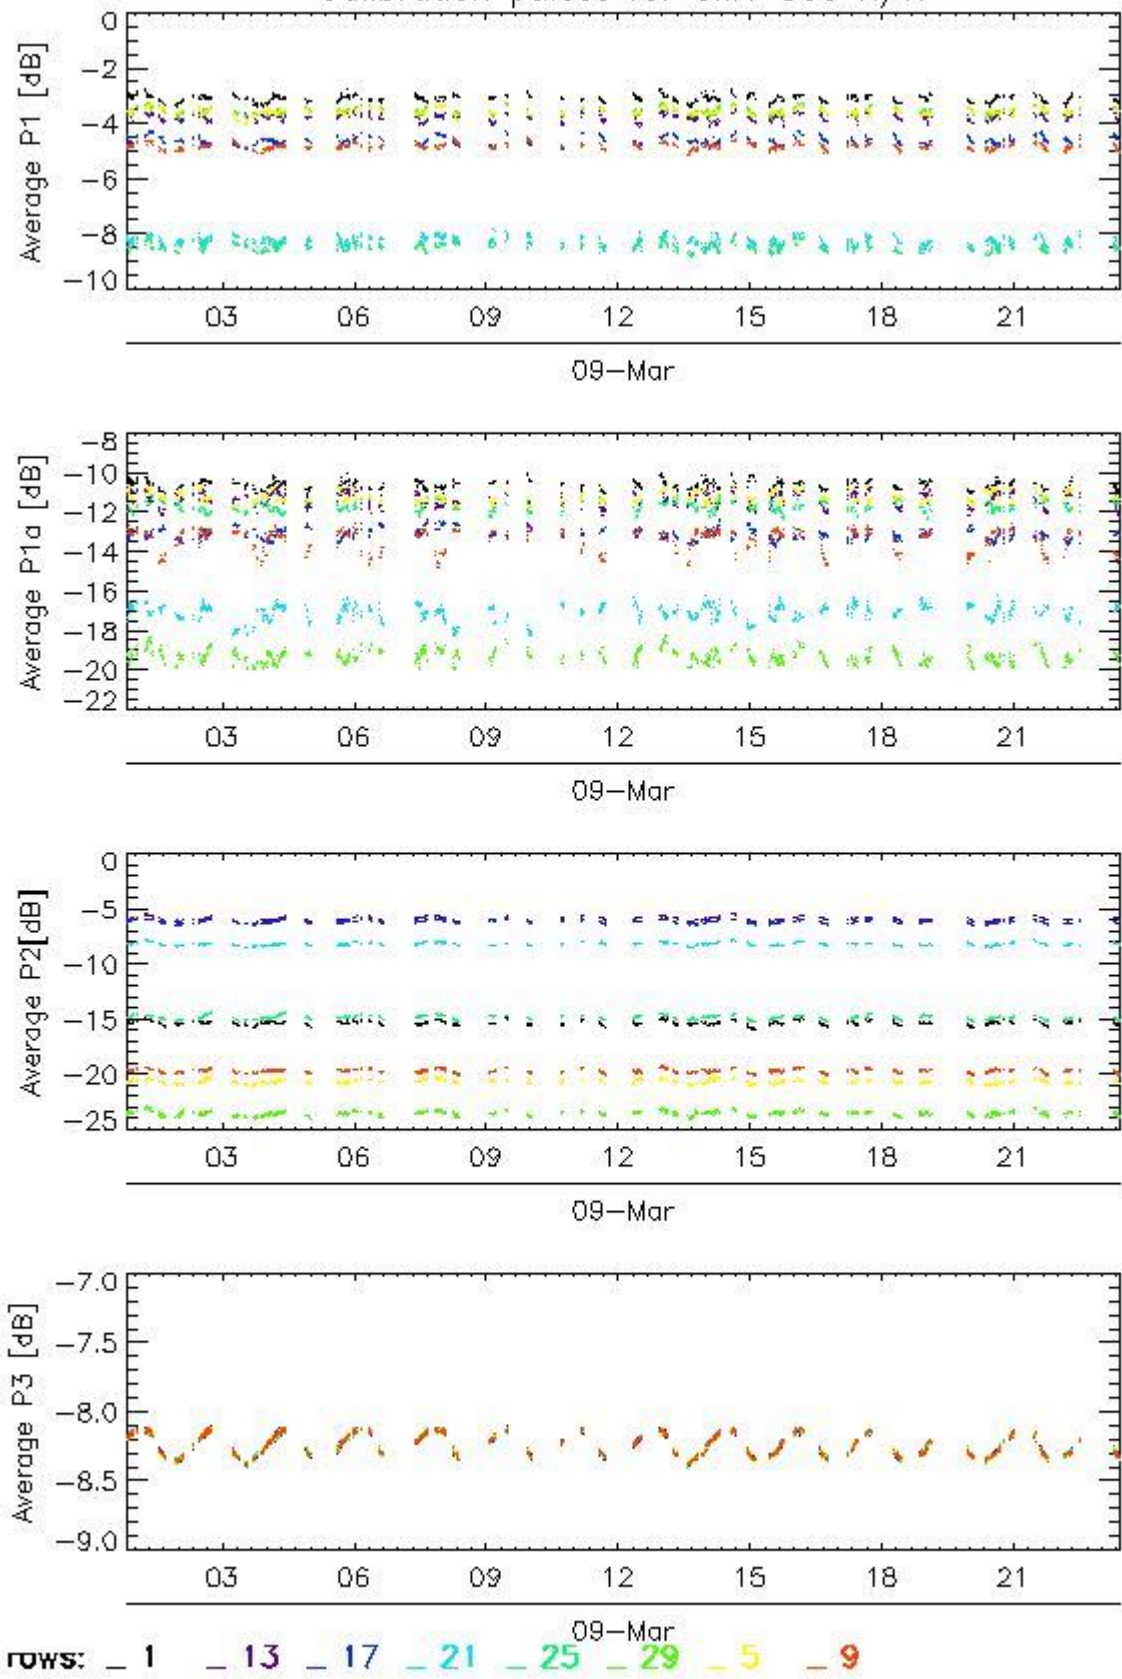 Average P1 [dB]
0
−2
−4
−6
−8
−10
03 06 09 12 15 18 21
09−Mar
Average P1a [dB]
−8
−10
−12
−14
−16
−18
−20
−22
03 06 09 12 15 18 21
09−Mar
Average P2[dB]
0
−5
−10
−15
−20
−25
03 06 09 12 15 18 21
09−Mar
Average P3 [dB]
−7.0
−7.5
−8.0
−8.5
−9.0
03 06 09 12 15 18 21
09−Mar
rows: _ 1 _ 13 _ 17 _ 21 _ 25 _ 29 _ 5 _ 9